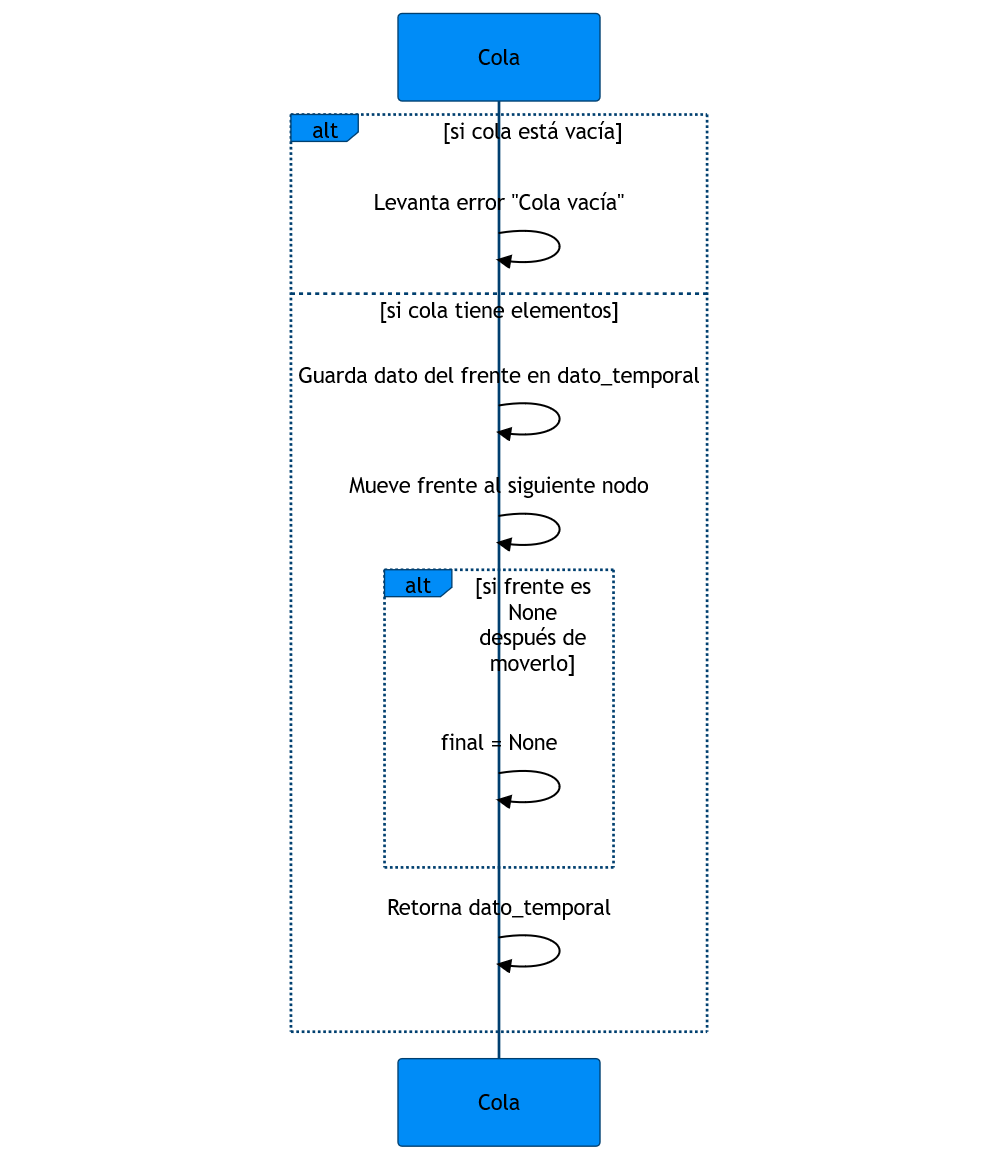 Cola
alt
[si cola está vacía]
Levanta error "Cola vacía"
[si cola tiene elementos]
Guarda dato del frente en dato_temporal
Mueve frente al siguiente nodo
alt
[si frente es
None
después de
moverlo]
final = None
Retorna dato_temporal
Cola